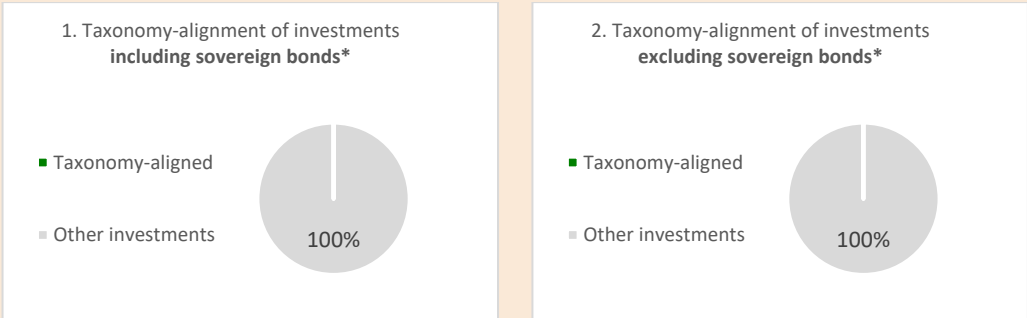 1. Taxonomy-alignment of investments
including sovereign bonds*
Taxonomy-aligned
Other investments
100%
2. Taxonomy-alignment of investments
excluding sovereign bonds*
Taxonomy-aligned
Other investments
100%